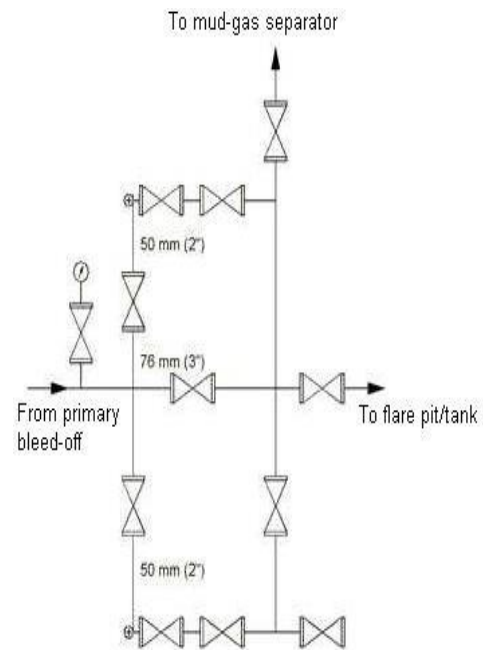 To mud-gas separator
50 mm (2")
76 mm (3")
From primary
bleed-off
To flare pit/tank
50 mm (2")